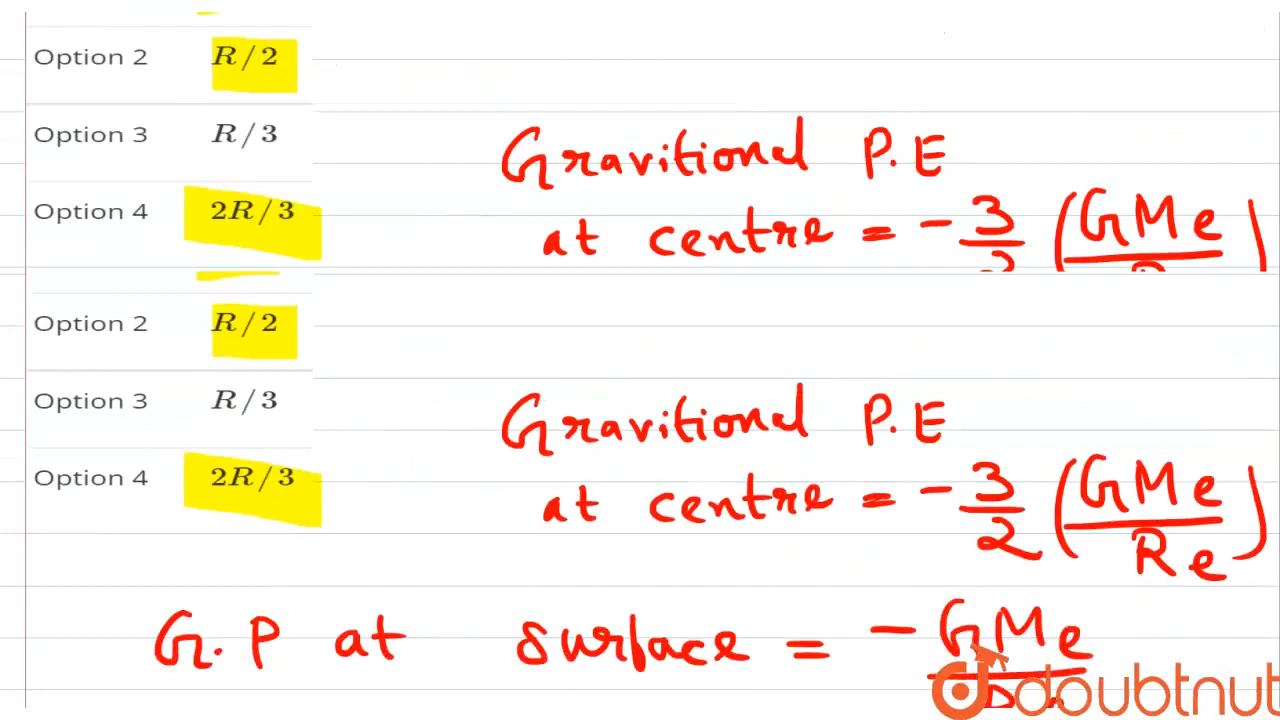 Option 2 R/2
Option 3 R/3
Option 4 2R/3
Gravitional P.E
at centre = - 3 (GMe)
Option 2 R/2
Option 3 R/3
Option 4 2R/3
Gravitional P.E
at centre = - 3/2 (GMe/Re)
G.P at surface = - GMe
doubtnut